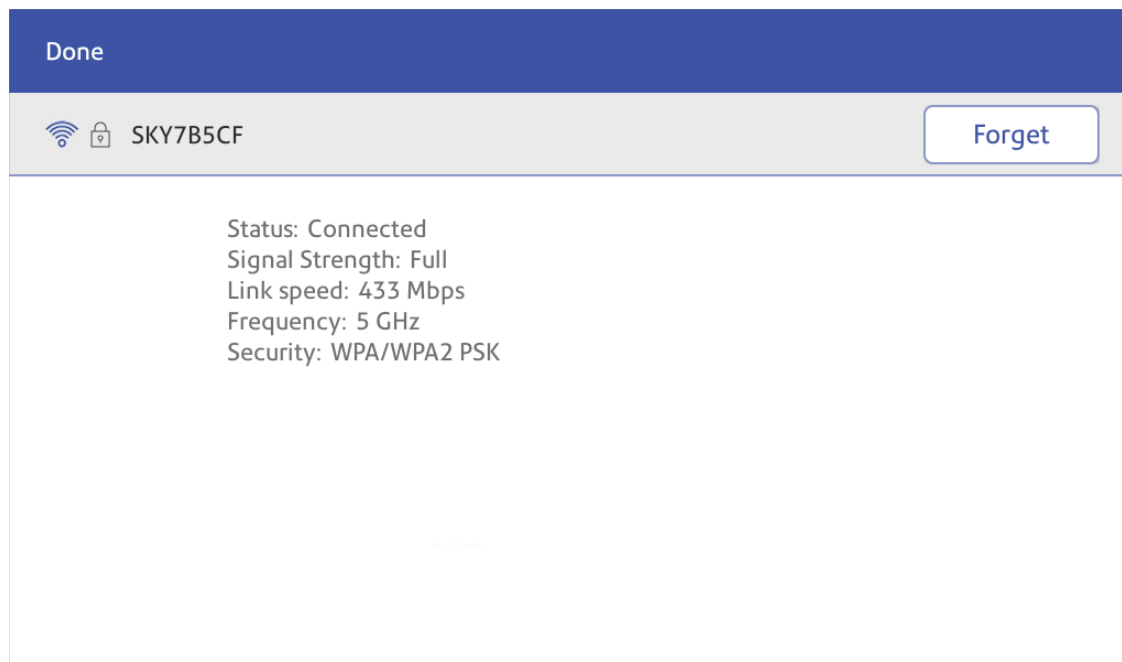 Done
SKY7B5CF
Forget
Status: Connected
Signal Strength: Full
Link speed: 433 Mbps
Frequency: 5 GHz
Security: WPA/WPA2 PSK